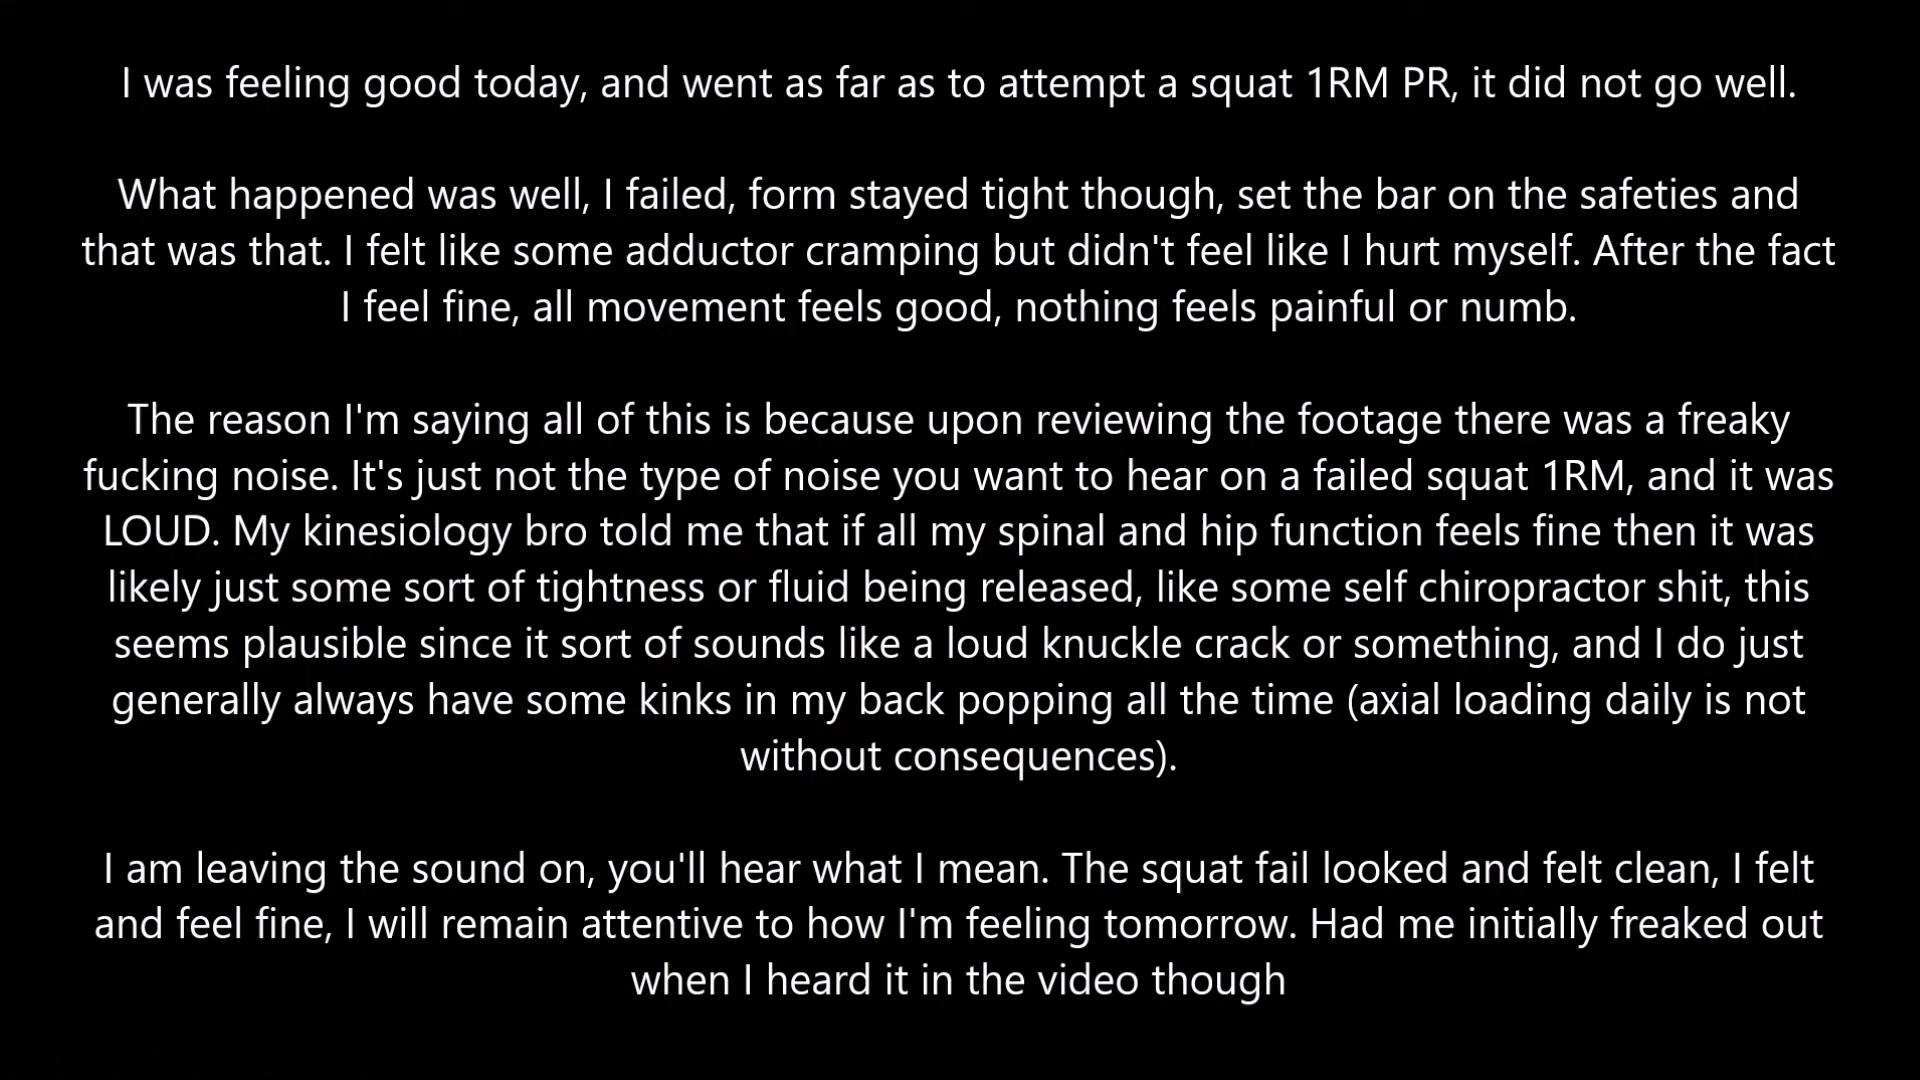 I was feeling good today, and went as far as to attempt a squat 1RM PR, it did not go well.
What happened was well, I failed, form stayed tight though, set the bar on the safeties and
that was that. I felt like some adductor cramping but didn't feel like I hurt myself. After the fact
I feel fine, all movement feels good, nothing feels painful or numb.
The reason I'm saying all of this is because upon reviewing the footage there was a freaky
fucking noise. It's just not the type of noise you want to hear on a failed squat 1RM, and it was
LOUD. My kinesiology bro told me that if all my spinal and hip function feels fine then it was
likely just some sort of tightness or fluid being released, like some self chiropractor shit, this
seems plausible since it sort of sounds like a loud knuckle crack or something, and I do just
generally always have some kinks in my back popping all the time (axial loading daily is not
without consequences).
I am leaving the sound on, you'll hear what I mean. The squat fail looked and felt clean, I felt
and feel fine, I will remain attentive to how I'm feeling tomorrow. Had me initially freaked out
when I heard it in the video though